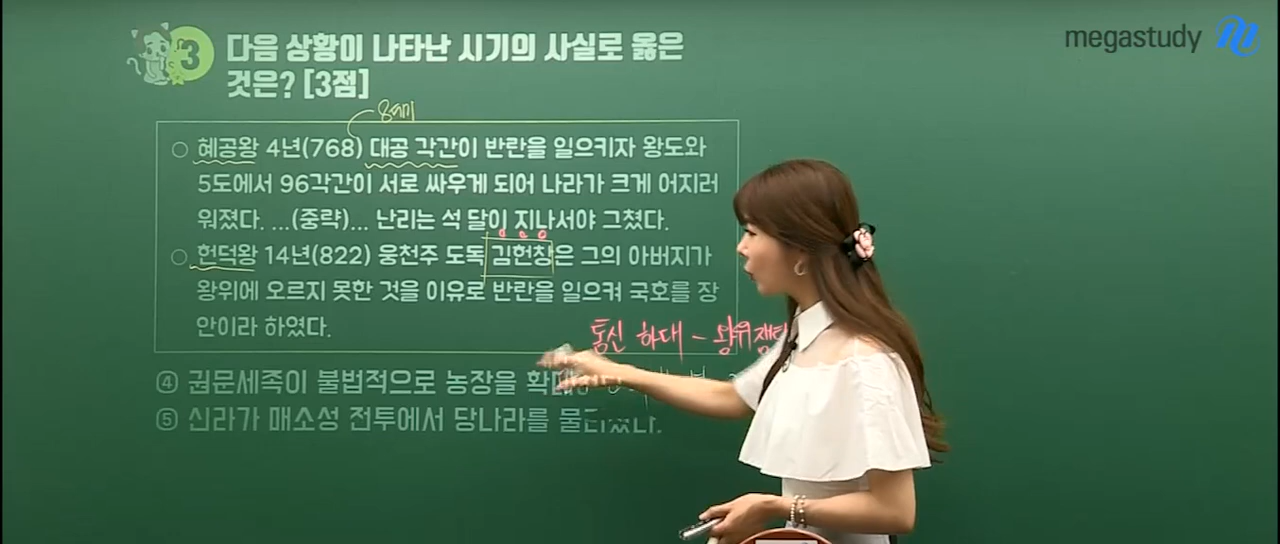 megastudy
3 다음 상황이 나타난 시기의 사실로 옳은
것은? [3점]
○ 혜공왕 4년(768) 대공 각간이 반란을 일으키자 왕도와
5도에서 96각간이 서로 싸우게 되어 나라가 크게 어지러
워졌다. …(중략)… 난리는 석 달이 지나서야 그쳤다.
○ 헌덕왕 14년(822) 웅천주 도독 김헌창은 그의 아버지가
왕위에 오르지 못한 것을 이유로 반란을 일으켜 국호를 장
안이라 하였다.
통신 하대 - 왕위쟁
④ 권문세족이 불법적으로 농장을
⑤ 신라가 매소성 전투에서 당나라를